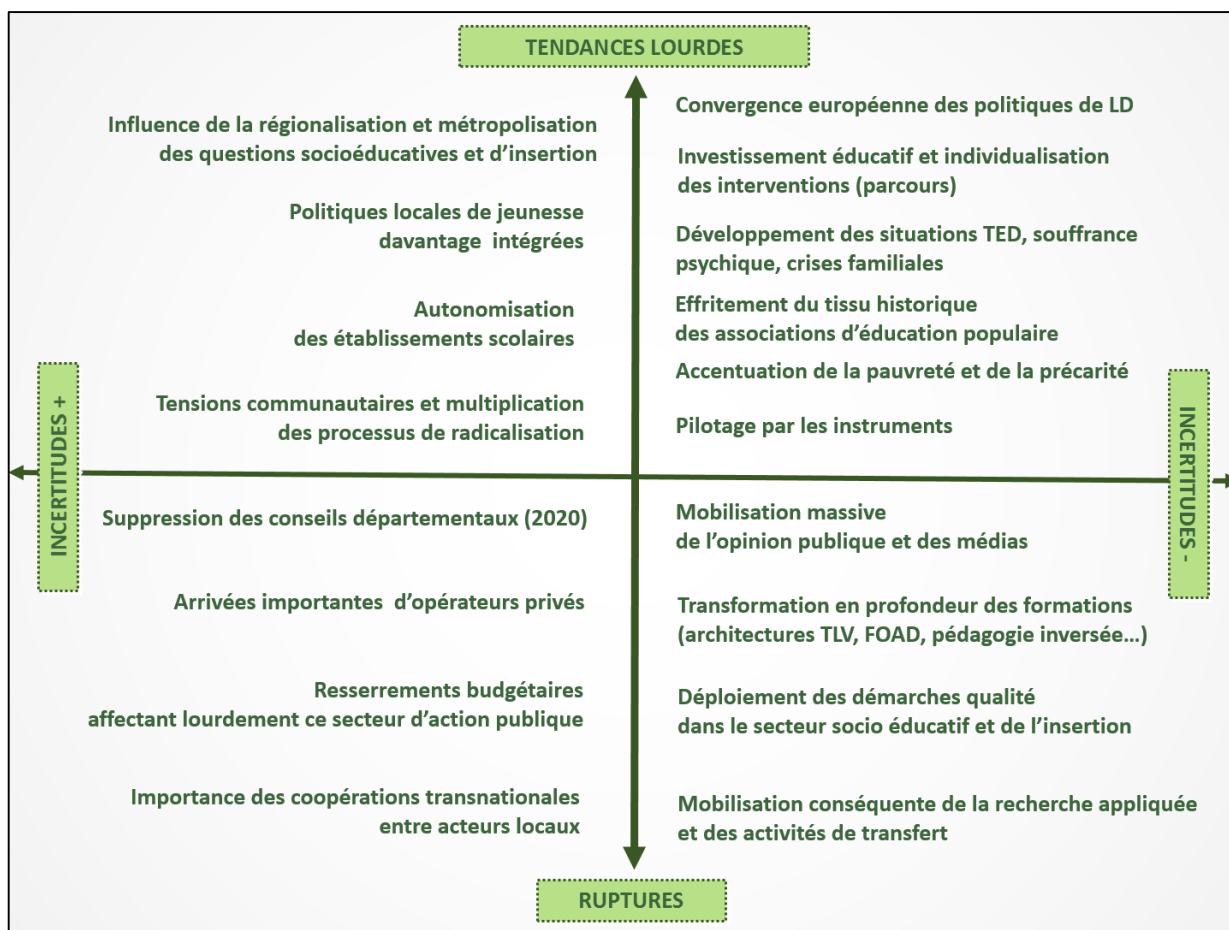 TENDANCES LOURDES
Influence de la régionalisation et métropolisation
des questions socioéducatives et d'insertion
Politiques locales de jeunesse
davantage intégrées
Autonomisation
des établissements scolaires
Tensions communautaires et multiplication
des processus de radicalisation
Convergence européenne des politiques de LD
Investissement éducatif et individualisation
des interventions (parcours)
Développement des situations TED, souffrance
psychique, crises familiales
Effritement du tissu historique
des associations d'éducation populaire
Accentuation de la pauvreté et de la précarité
Pilotage par les instruments
INCERTITUDES +
INCERTITUDES -
Suppression des conseils départementaux (2020)
Arrivées importantes d'opérateurs privés
Resserrements budgétaires
affectant lourdement ce secteur d'action publique
Importance des coopérations transnationales
entre acteurs locaux
Mobilisation massive
de l'opinion publique et des médias
Transformation en profondeur des formations
(architectures TLV, FOAD, pédagogie inversée…)
Déploiement des démarches qualité
dans le secteur socio éducatif et de l'insertion
Mobilisation conséquente de la recherche appliquée
et des activités de transfert
RUPTURES